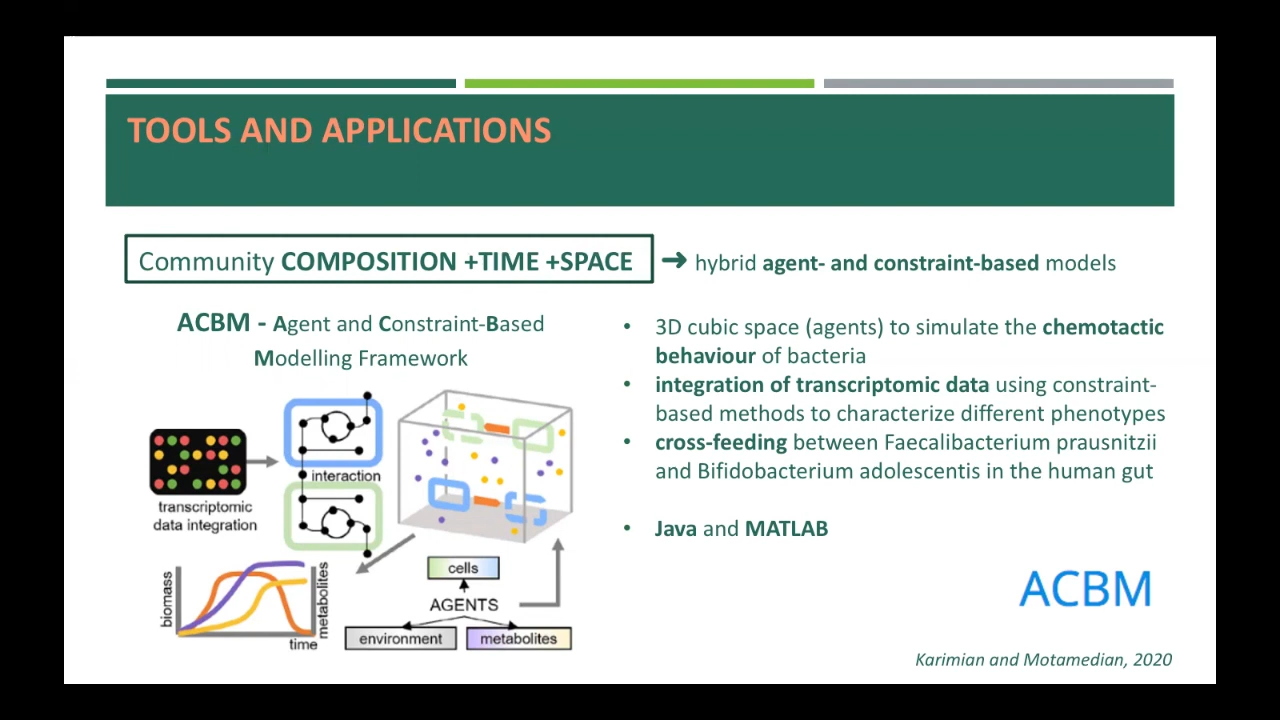 TOOLS AND APPLICATIONS
Community COMPOSITION +TIME +SPACE
➜ hybrid agent- and constraint-based models
ACBM - Agent and Constraint-Based
Modelling Framework
transcriptomic
data integration
interaction
biomass
metabolites
time
cells
AGENTS
environment
metabolites
• 3D cubic space (agents) to simulate the chemotactic
behaviour of bacteria
• integration of transcriptomic data using constraint-
based methods to characterize different phenotypes
• cross-feeding between Faecalibacterium prausnitzii
and Bifidobacterium adolescentis in the human gut
• Java and MATLAB
ACBM
Karimian and Motamedian, 2020